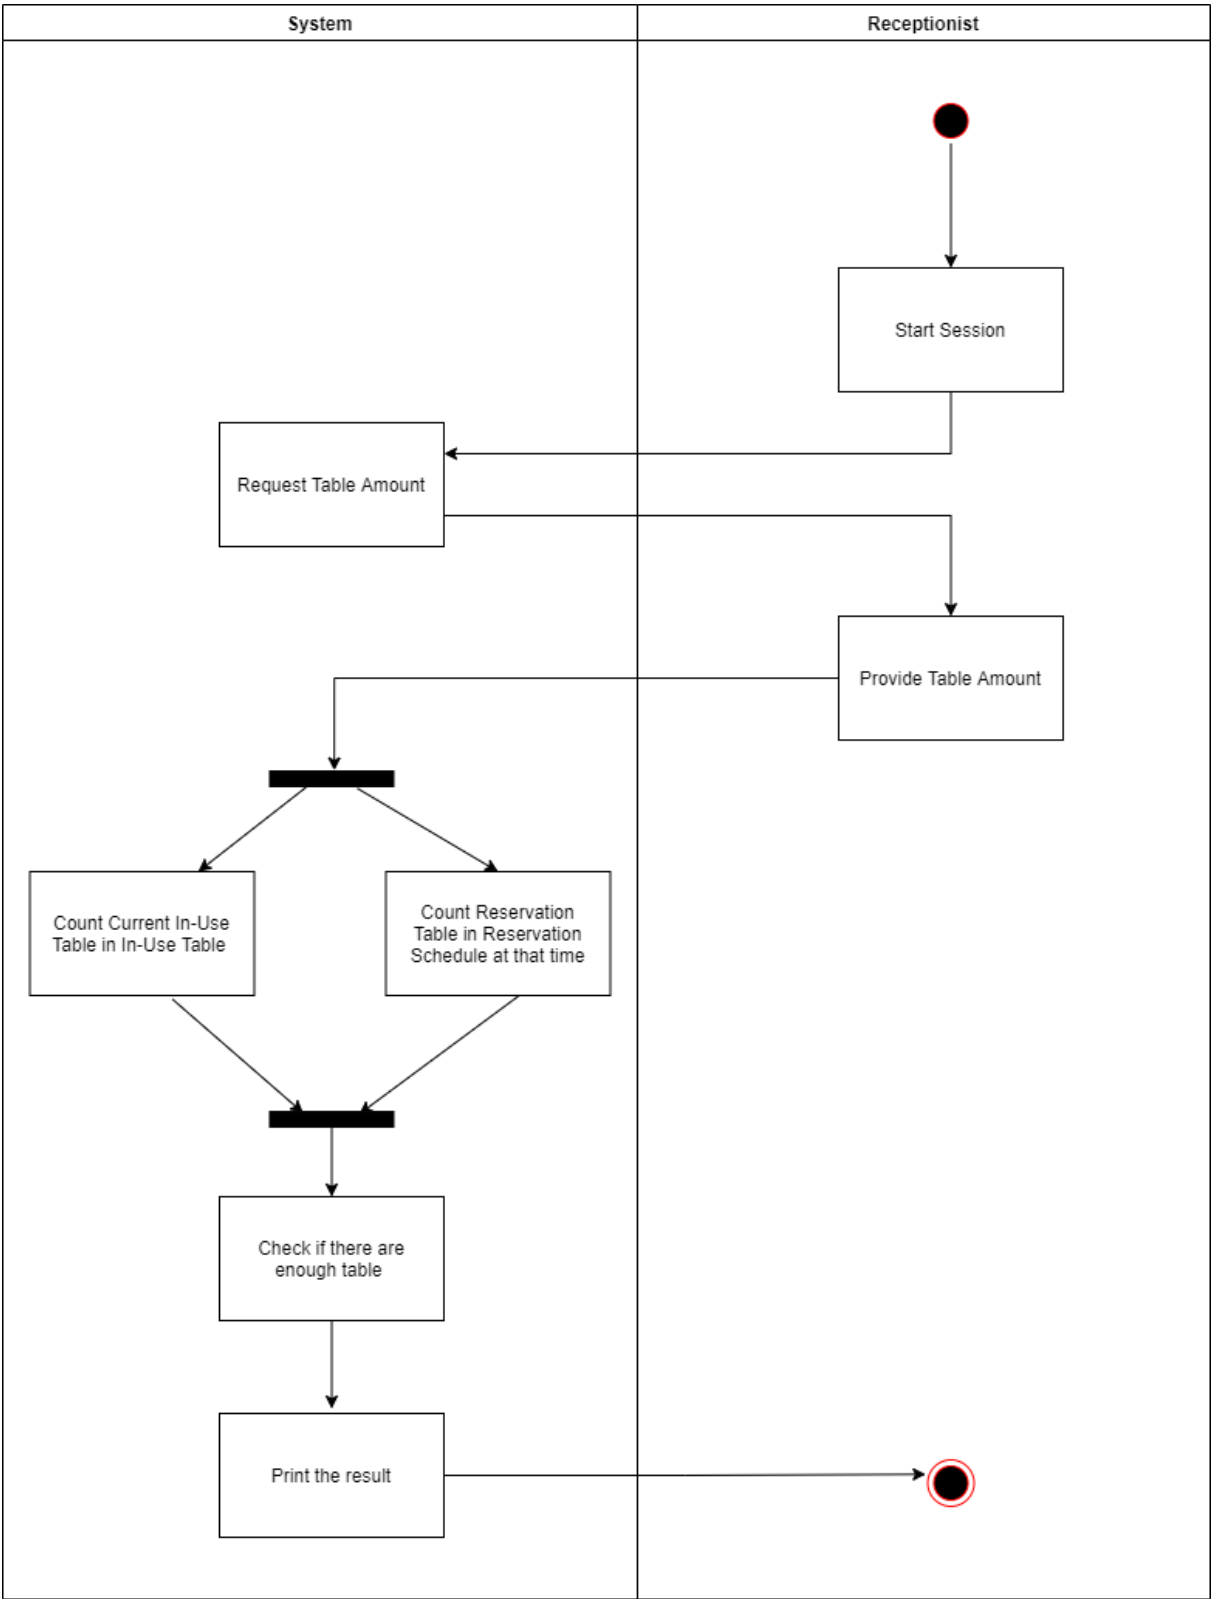 System
Receptionist
Start Session
Request Table Amount
Provide Table Amount
Count Current In-Use
Table in In-Use Table
Count Reservation
Table in Reservation
Schedule at that time
Check if there are
enough table
Print the result